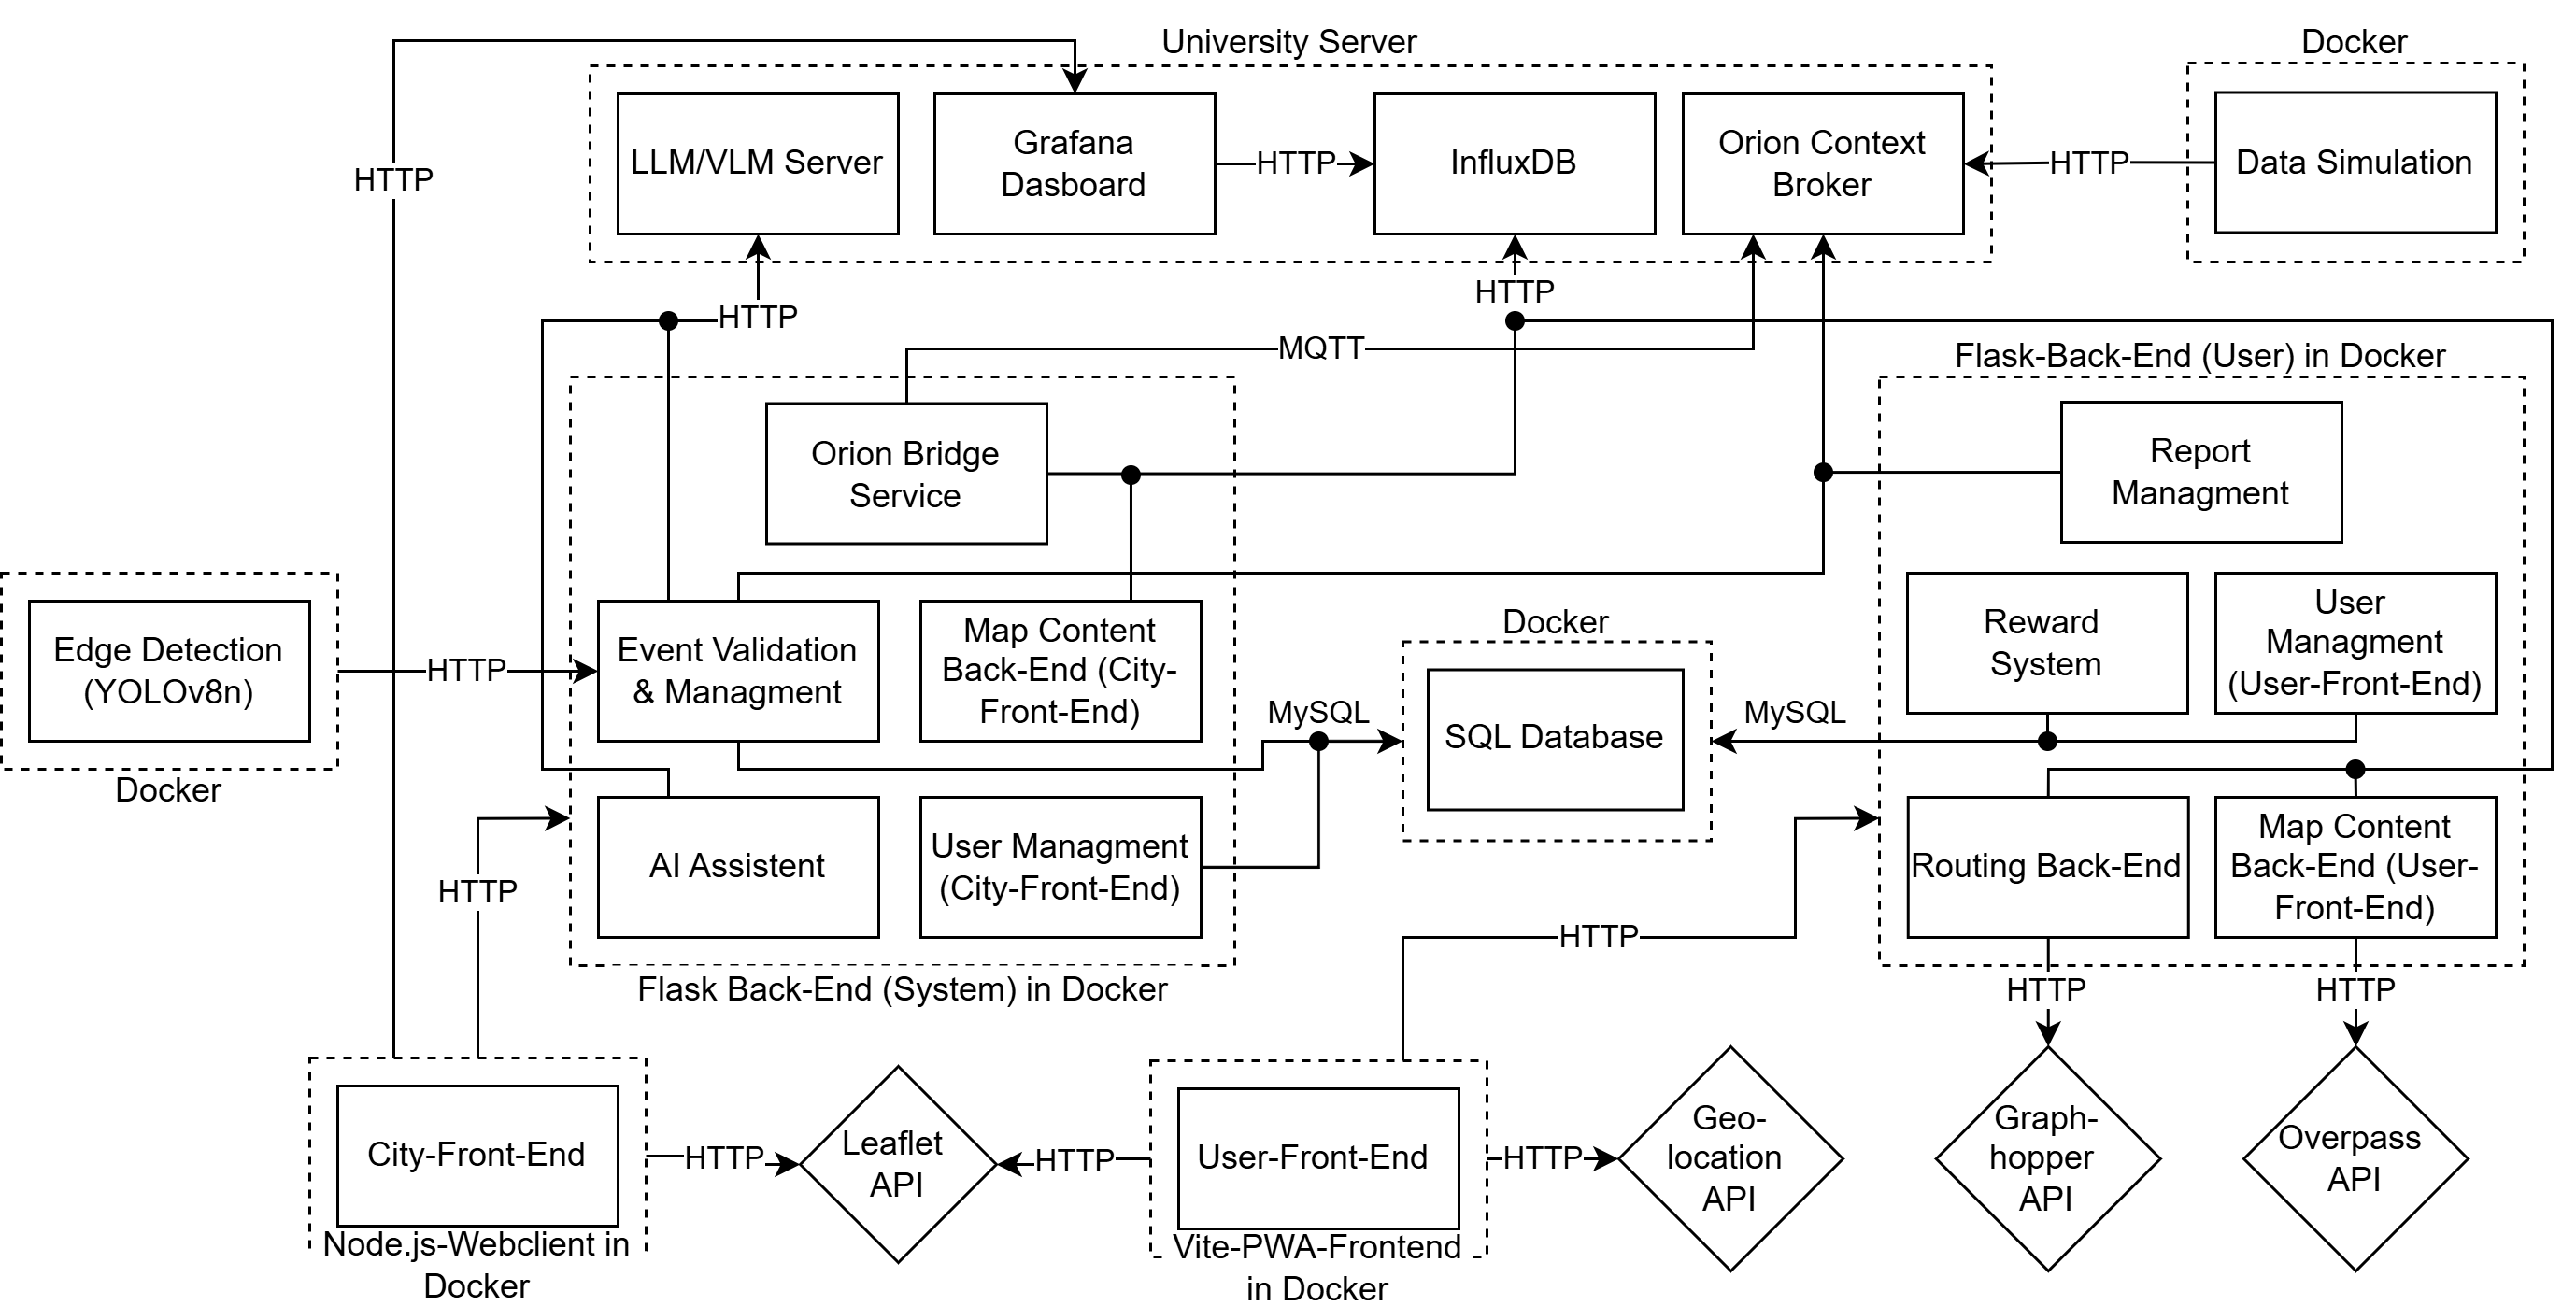 University Server
Docker
HTTP
LLM/VLM Server
Grafana
Dasboard
HTTP
InfluxDB
Orion Context
Broker
HTTP
Data Simulation
HTTP
HTTP
MQTT
Flask-Back-End (User) in Docker
Orion Bridge
Service
Report
Managment
Edge Detection
(YOLOv8n)
Docker
HTTP
Event Validation
& Managment
Map Content
Back-End (City-
Front-End)
MySQL
Docker
SQL Database
MySQL
Reward
System
User
Managment
(User-Front-End)
HTTP
AI Assistent
User Managment
(City-Front-End)
Flask Back-End (System) in Docker
HTTP
Routing Back-End
Map Content
Back-End (User-
Front-End)
HTTP
HTTP
City-Front-End
Node.js-Webclient in
Docker
HTTP
Leaflet
API
HTTP
User-Front-End
Vite-PWA-Frontend
in Docker
HTTP
Geo-
location
API
Graph-
hopper
API
Overpass
API